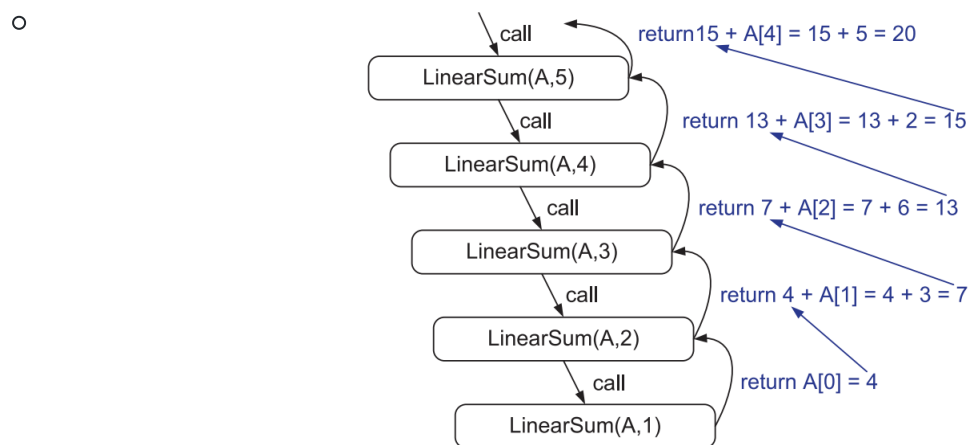 call
return15 + A[4] = 15 + 5 = 20
LinearSum(A,5)
call
return 13 + A[3] = 13 + 2 = 15
LinearSum(A,4)
call
return 7 + A[2] = 7 + 6 = 13
LinearSum(A,3)
call
return 4 + A[1] = 4 + 3 = 7
LinearSum(A,2)
call
return A[0] = 4
LinearSum(A,1)